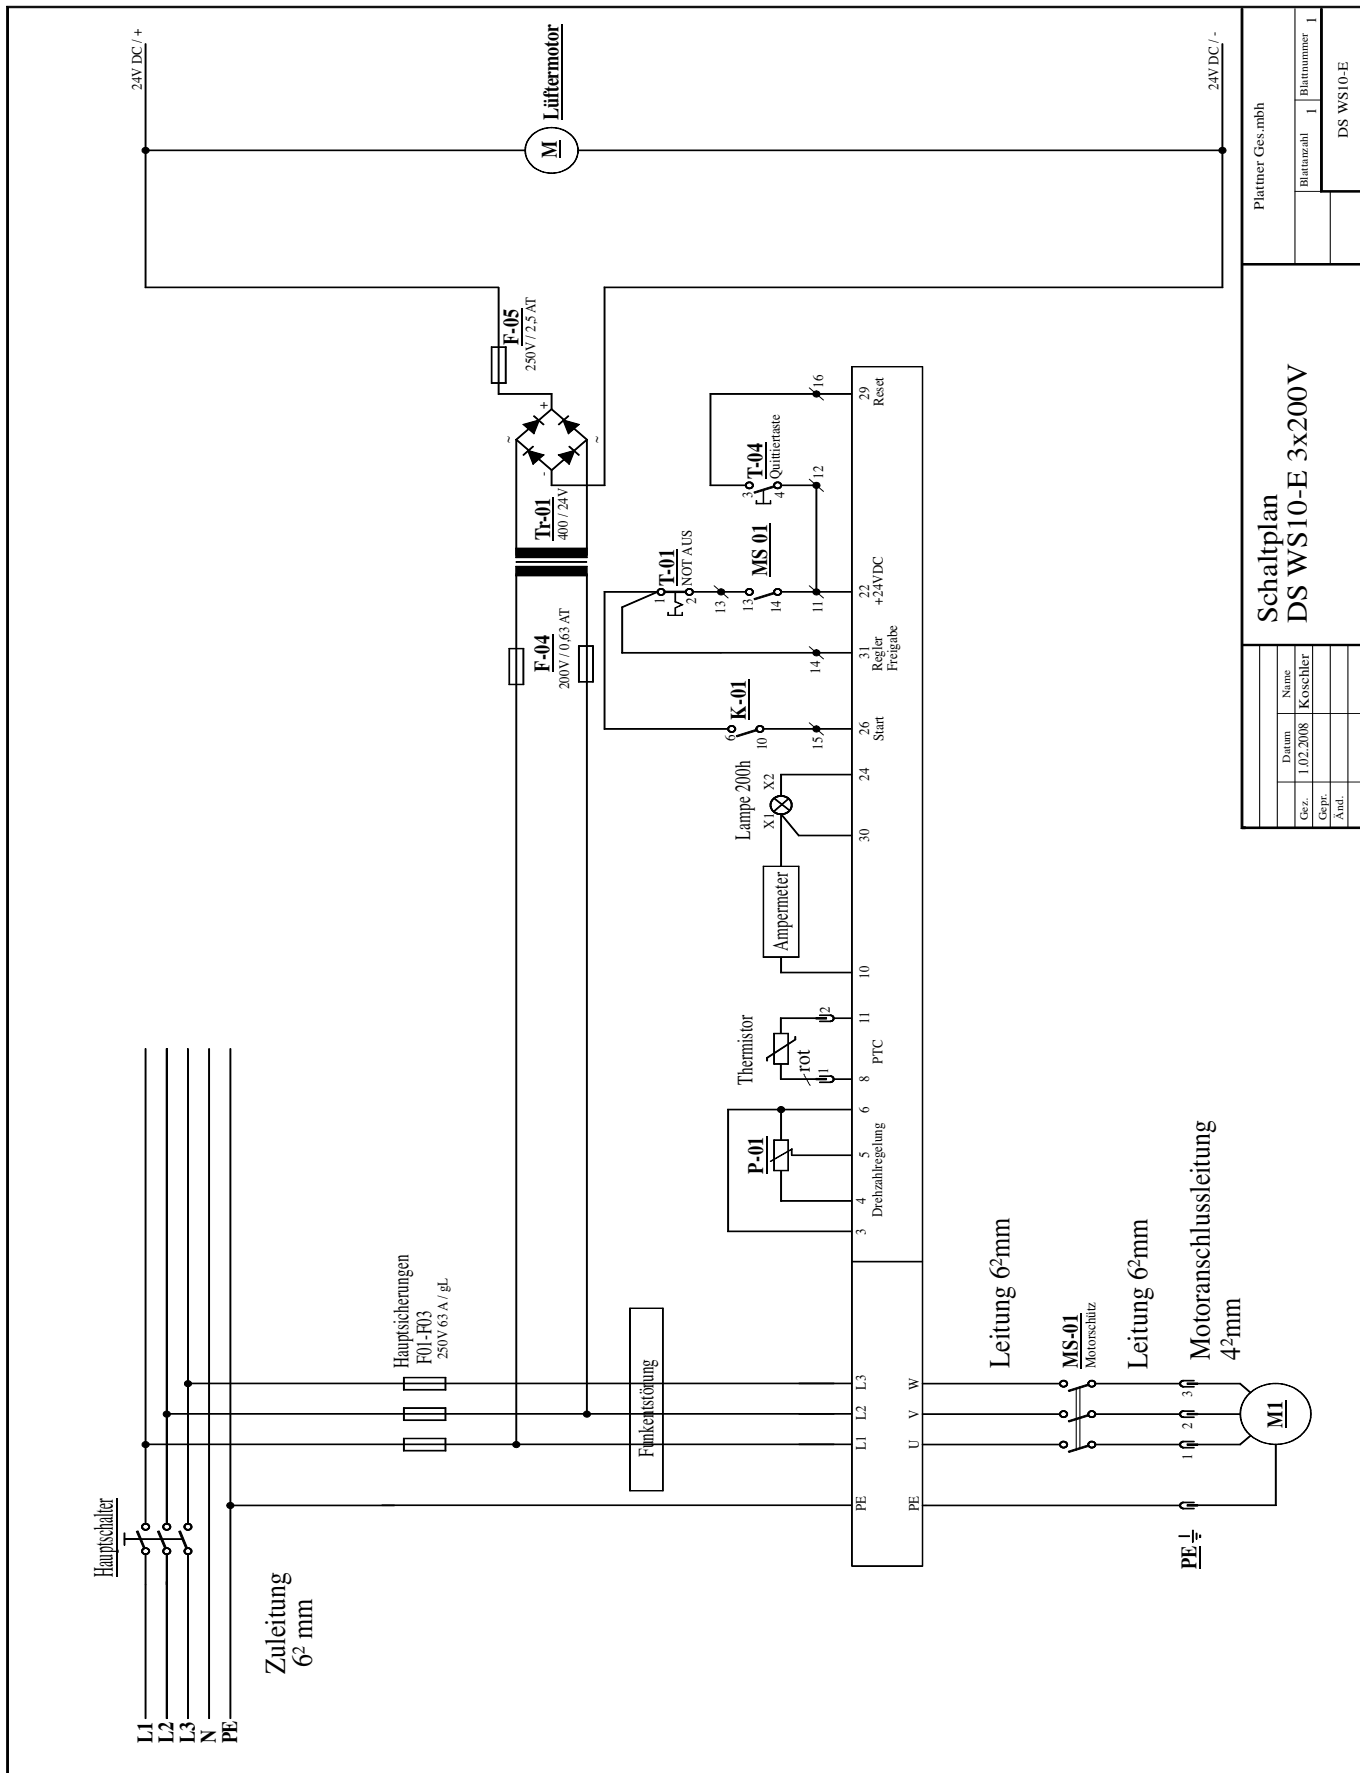 L1
L2
L3
N
PE
Hauptschalter
Zuleitung
6² mm
Hauptsicherungen
F01-F03
250V 63 A / gL
Funkentstörung
F-04
200V / 0,63 AT
Tr-01
400 / 24V
~
~
+
-
F-05
250V / 2,5 AT
24V DC / +
24V DC / -
M
Lüftermotor
P-01
Thermistor
rot
1
2
Ampermeter
Lampe 200h
X1
X2
K-01
6
10
15
14
T-01
NOT AUS
1
2
13
MS 01
13
14
11
T-04
Quittiertaste
3
4
12
16
PE
L1
L2
L3
3
4
5
6
Drehzahlregelung
8
11
PTC
10
30
24
26
Start
31
Regler
Freigabe
22
+24VDC
29
Reset
PE
U
V
W
Leitung 6²mm
MS-01
Motorschütz
Leitung 6²mm
Motoranschlussleitung
4²mm
PE
1
2
3
M1
Datum
Name
Gez.
1.02.2008
Koschler
Gepr.
Änd.
Schaltplan
DS WS10-E 3x200V
Plattner Ges.mbh
Blattanzahl 1
Blattnummer 1
DS WS10-E